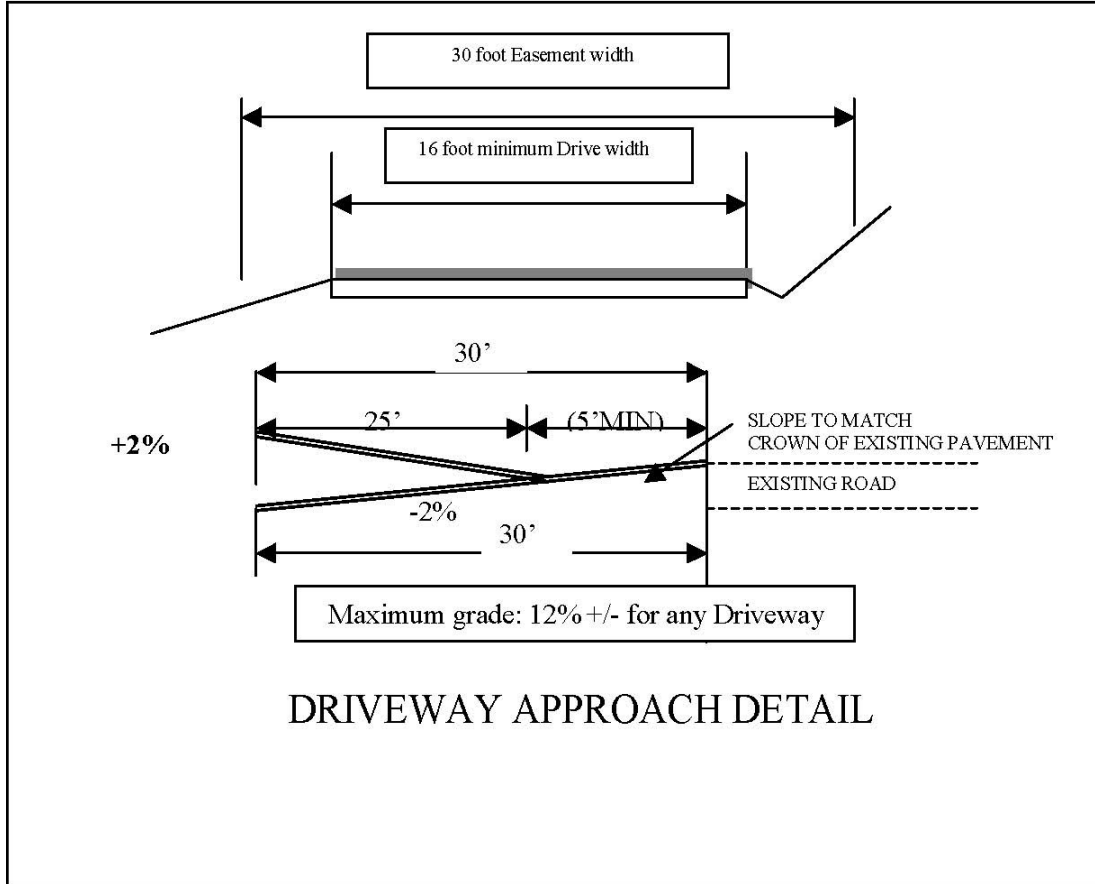 30 foot Easement width
16 foot minimum Drive width
30’
25’
(5’MIN)
+2%
SLOPE TO MATCH
CROWN OF EXISTING PAVEMENT
EXISTING ROAD
-2%
30’
Maximum grade: 12% +/- for any Driveway
DRIVEWAY APPROACH DETAIL